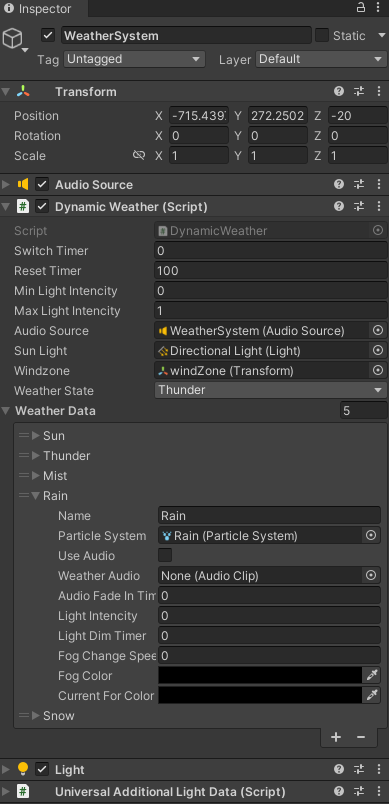 Inspector
WeatherSystem Static
Tag Untagged Layer Default
Transform
Position X -715.439 Y 272.2502 Z -20
Rotation X 0 Y 0 Z 0
Scale X 1 Y 1 Z 1
Audio Source
Dynamic Weather (Script)
Script DynamicWeather
Switch Timer 0
Reset Timer 100
Min Light Intencity 0
Max Light Intencity 1
Audio Source WeatherSystem (Audio Source)
Sun Light Directional Light (Light)
Windzone windZone (Transform)
Weather State Thunder
Weather Data 5
Sun
Thunder
Mist
Rain
Name Rain
Particle System Rain (Particle System)
Use Audio
Weather Audio None (Audio Clip)
Audio Fade In Tim 0
Light Intencity 0
Light Dim Timer 0
Fog Change Spee 0
Fog Color
Current For Color
Snow
Light
Universal Additional Light Data (Script)